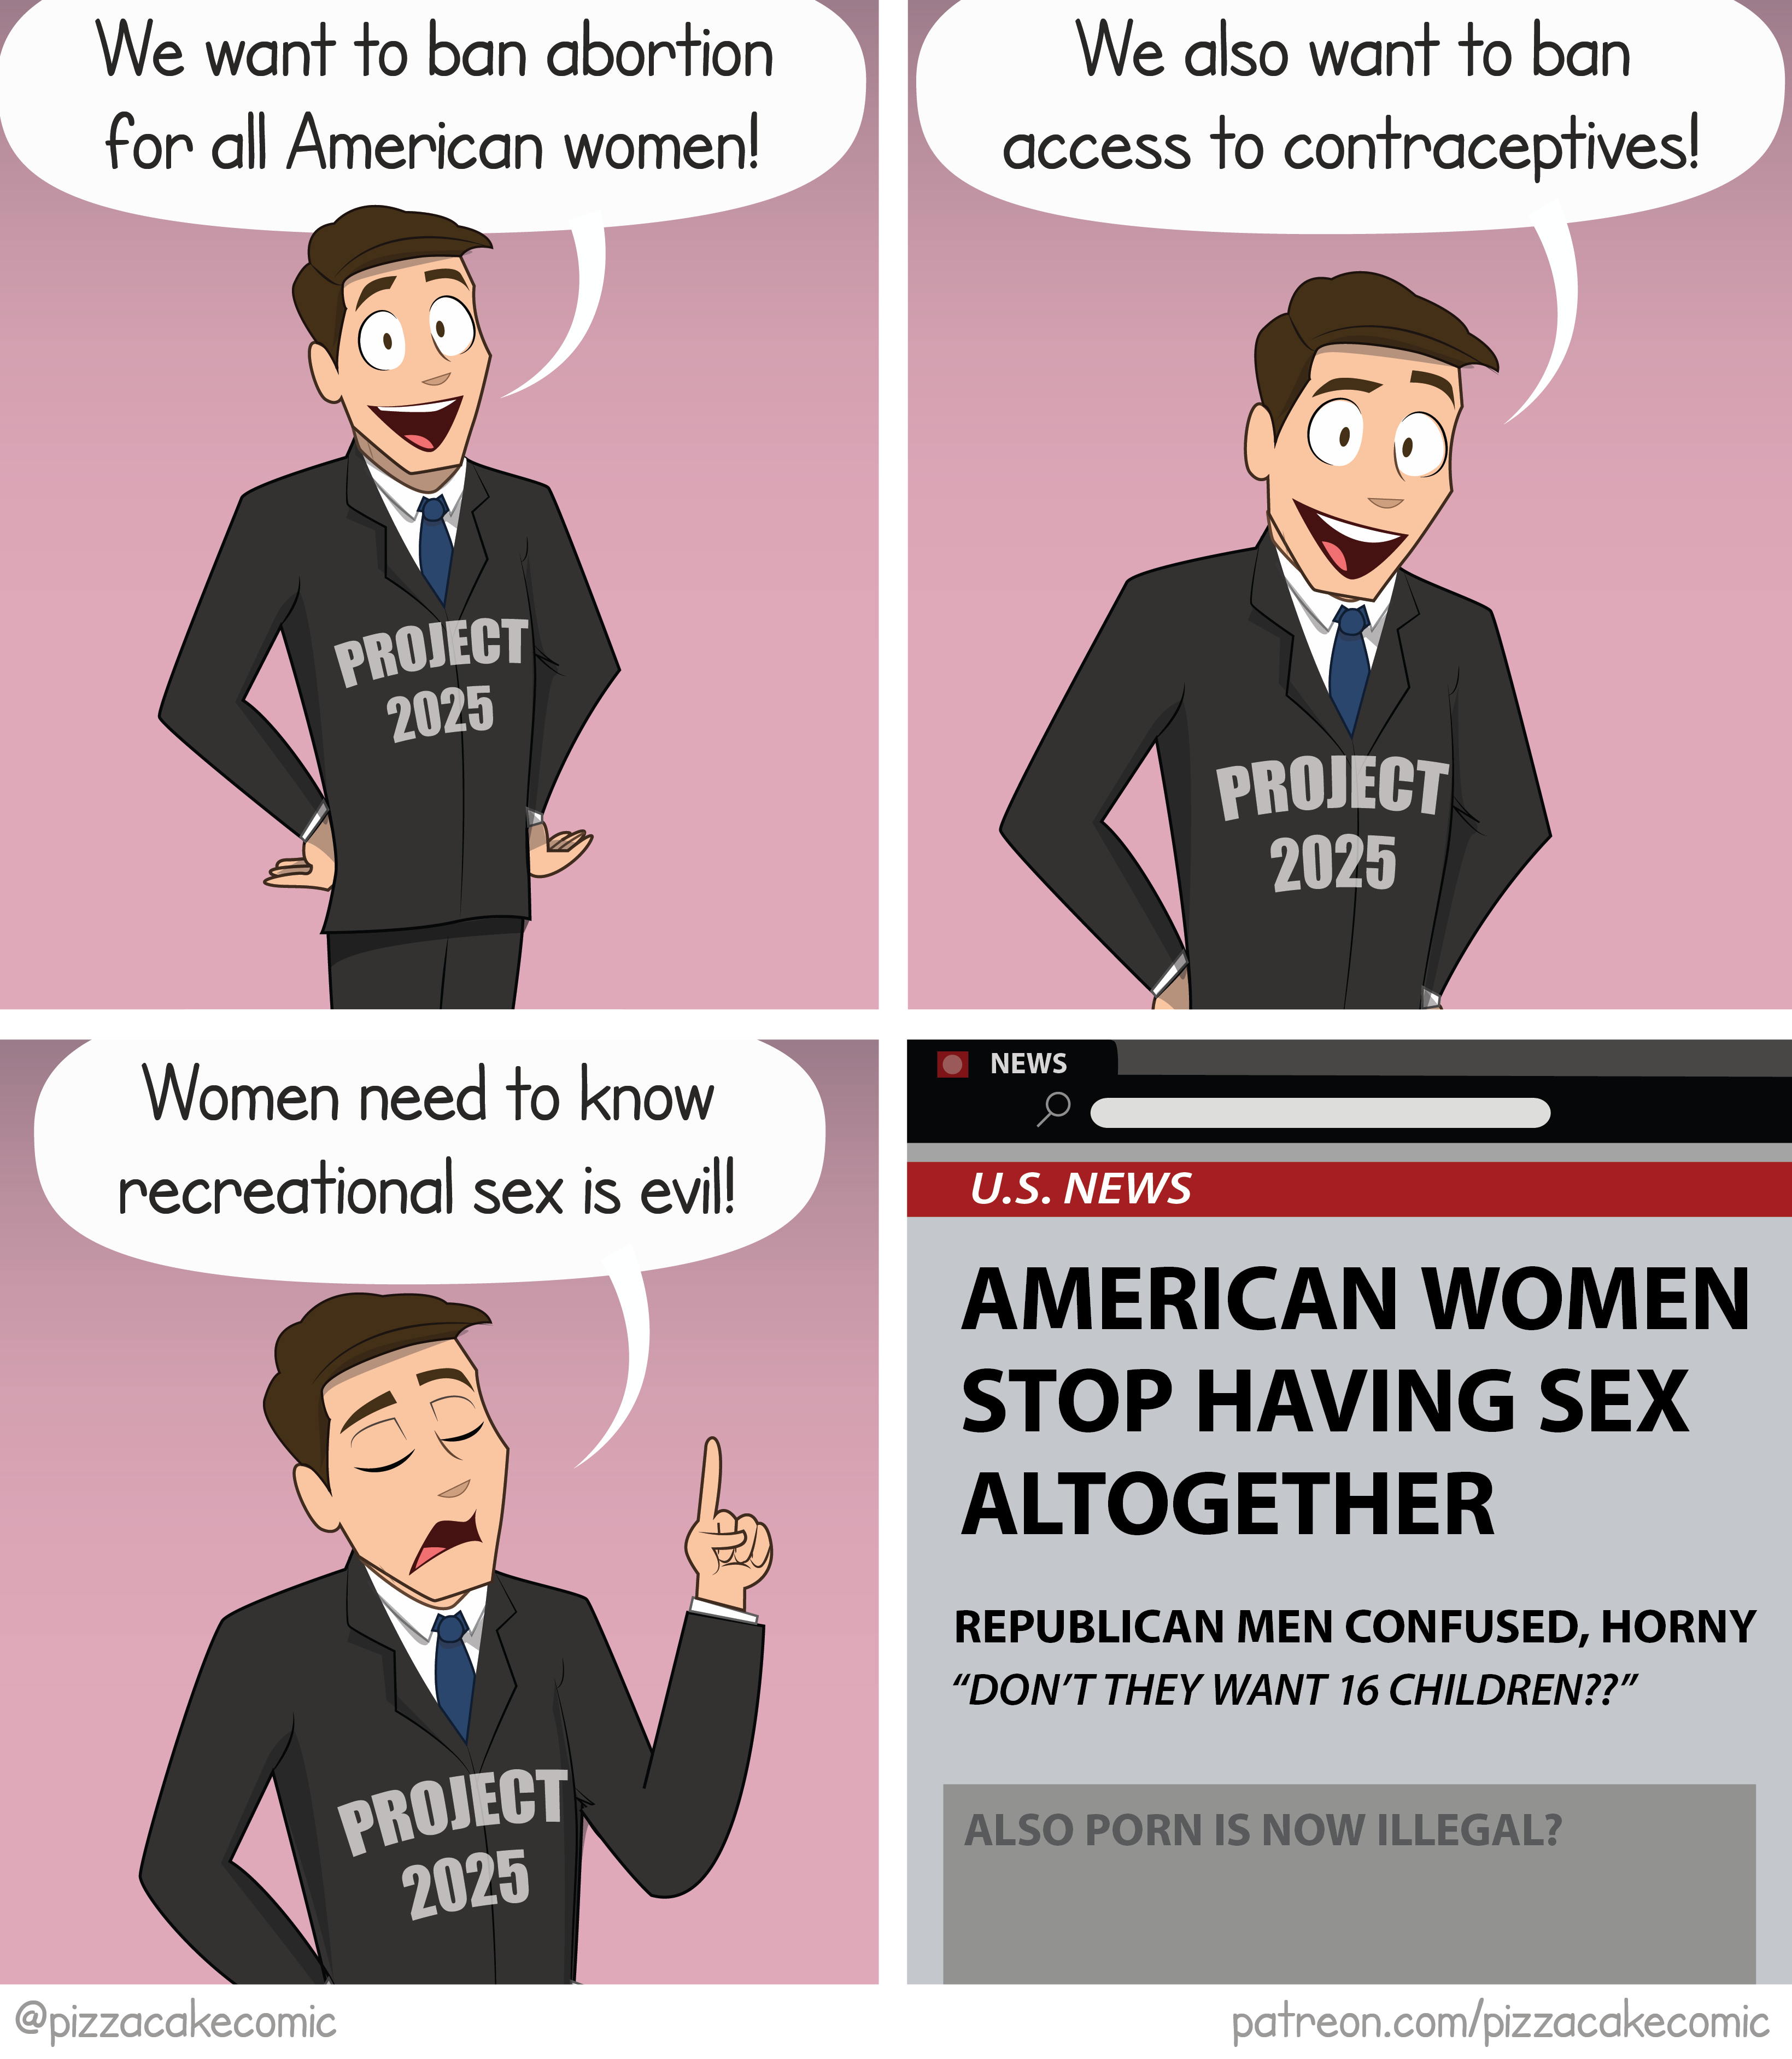 We want to ban abortion
for all American women!
PROJECT
2025
We also want to ban
access to contraceptives!
PROJECT
2025
Women need to know
recreational sex is evil!
PROJECT
2025
NEWS
U.S. NEWS
AMERICAN WOMEN
STOP HAVING SEX
ALTOGETHER
REPUBLICAN MEN CONFUSED, HORNY
“DON’T THEY WANT 16 CHILDREN??”
ALSO PORN IS NOW ILLEGAL?
@pizzacakecomic
patreon.com/pizzacakecomic